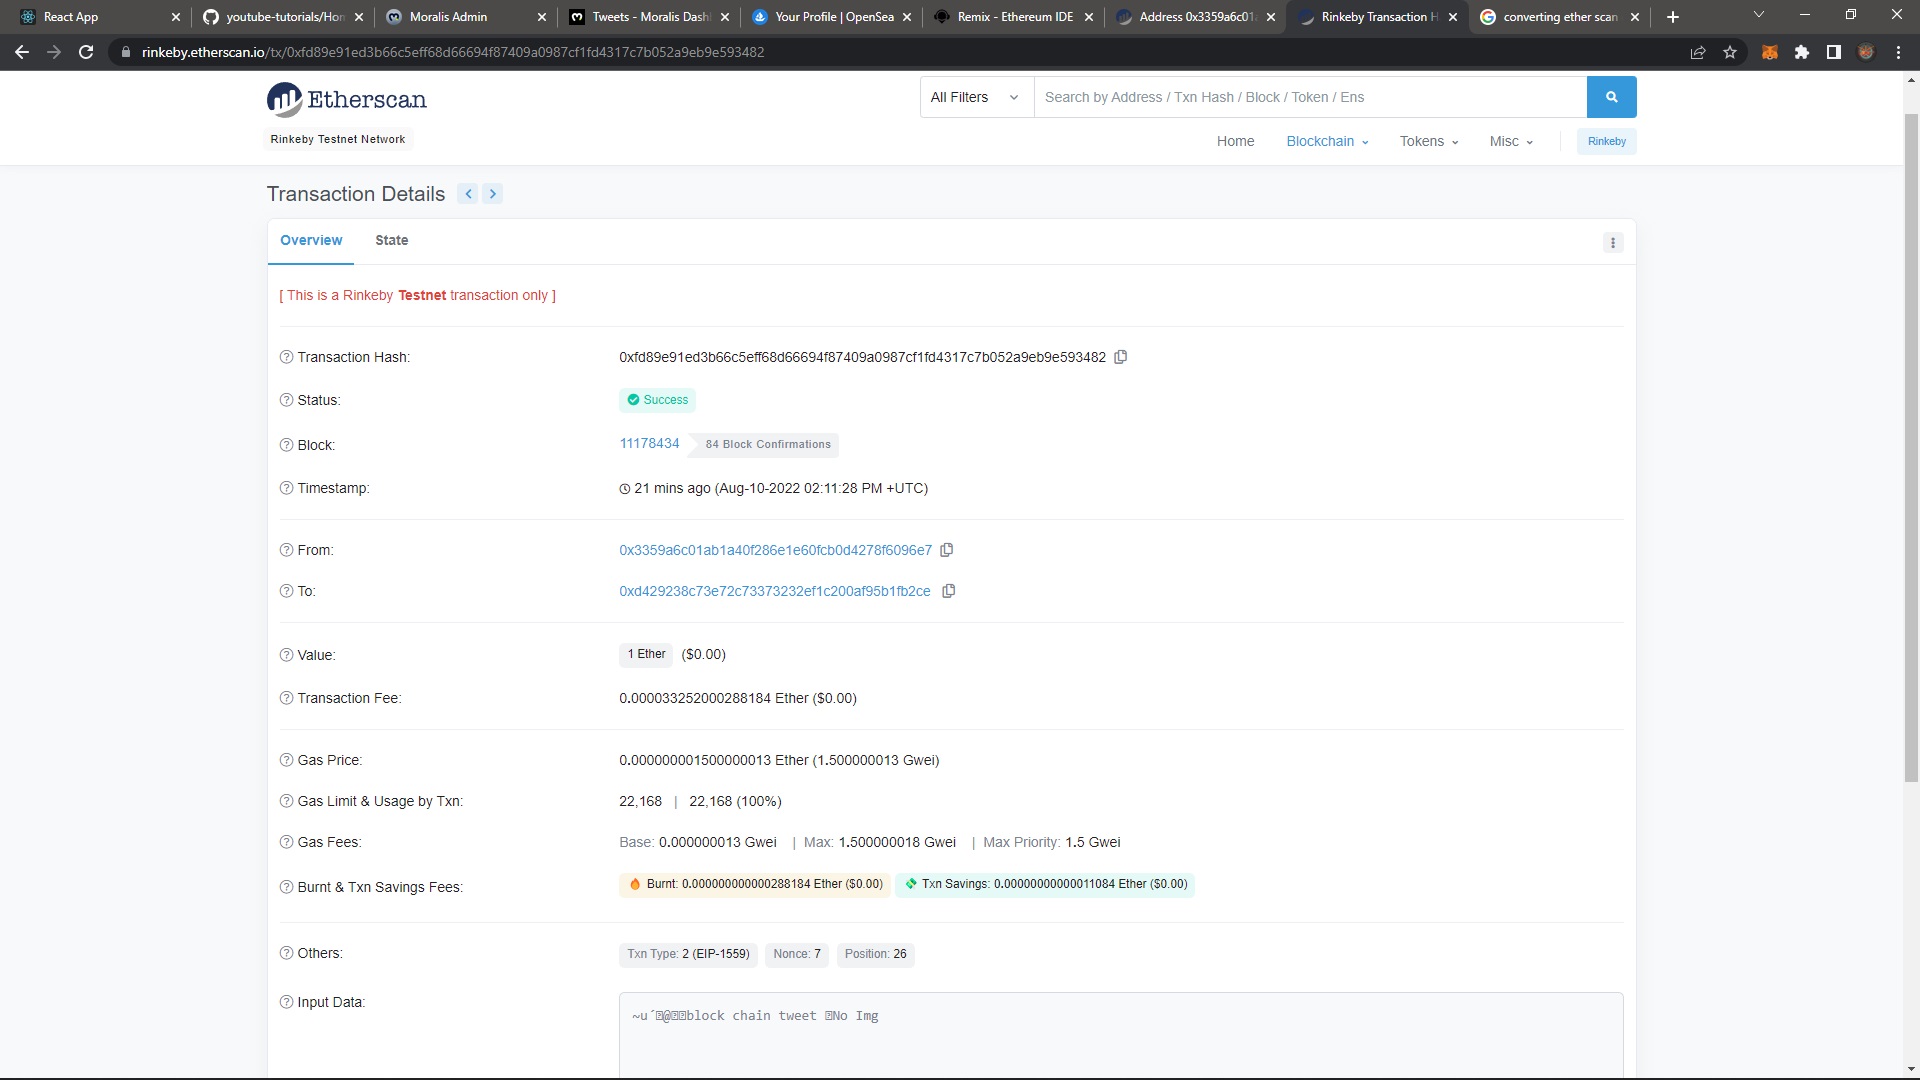 React App
youtube-tutorials/Hon
Moralis Admin
Tweets - Moralis Dash
Your Profile | OpenSea
Remix - Ethereum IDE
Address 0x3359a6c01
Rinkeby Transaction H
converting ether scan
rinkeby.etherscan.io/tx/0xfd89e91ed3b66c5eff68d66694f87409a0987cf1fd4317c7b052a9eb9e593482
Etherscan
All Filters
Search by Address / Txn Hash / Block / Token / Ens
Rinkeby Testnet Network
Home
Blockchain
Tokens
Misc
Rinkeby
Transaction Details
Overview
State
[ This is a Rinkeby Testnet transaction only ]
Transaction Hash:
0xfd89e91ed3b66c5eff68d66694f87409a0987cf1fd4317c7b052a9eb9e593482
Status:
Success
Block:
11178434
84 Block Confirmations
Timestamp:
21 mins ago (Aug-10-2022 02:11:28 PM +UTC)
From:
0x3359a6c01ab1a40f286e1e60fcb0d4278f6096e7
To:
0xd429238c73e72c73373232ef1c200af95b1fb2ce
Value:
1 Ether ($0.00)
Transaction Fee:
0.000033252000288184 Ether ($0.00)
Gas Price:
0.000000001500000013 Ether (1.500000013 Gwei)
Gas Limit & Usage by Txn:
22,168 | 22,168 (100%)
Gas Fees:
Base: 0.000000013 Gwei | Max: 1.500000018 Gwei | Max Priority: 1.5 Gwei
Burnt & Txn Savings Fees:
Burnt: 0.000000000000288184 Ether ($0.00)
Txn Savings: 0.00000000000011084 Ether ($0.00)
Others:
Txn Type: 2 (EIP-1559)
Nonce: 7
Position: 26
Input Data:
block chain tweet No Img